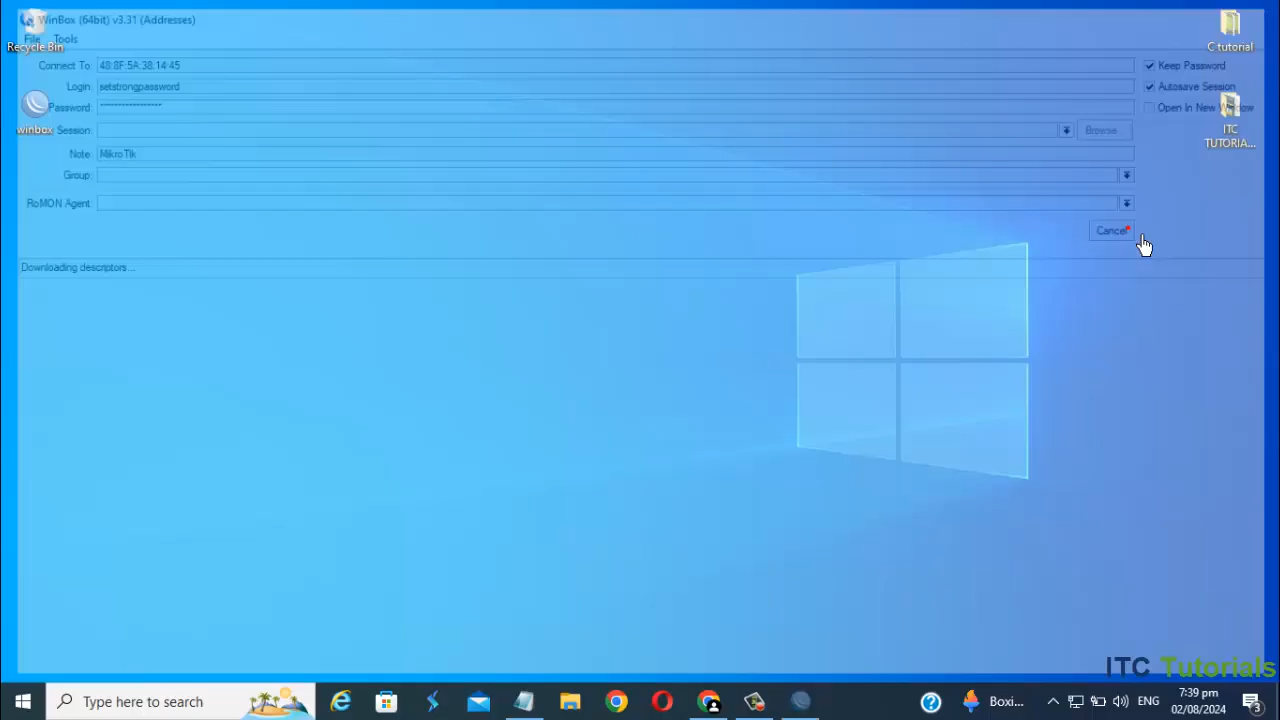 WinBox (64bit) v3.31 (Addresses)
File Tools
Recycle Bin
C tutorial
Connect To: 48:8F:5A:38:14:45
Keep Password
Login: setstrongpassword
Autosave Session
Password: *****************
Open In New Window
winbox
Session:
Browse...
ITC
TUTORIA...
Note: MikroTik
Group:
RoMON Agent:
Cancel
Downloading descriptors...
ITC Tutorials
Type here to search
Boxi...
ENG
7:39 pm
02/08/2024
3